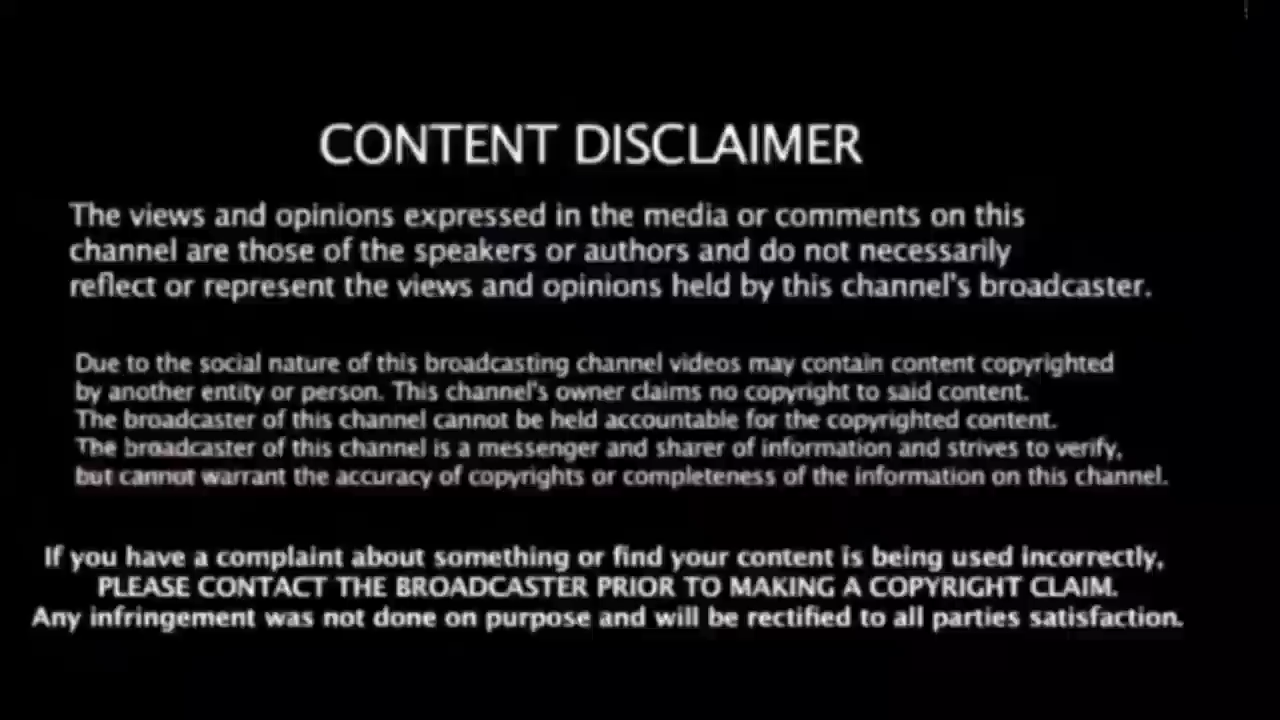 CONTENT DISCLAIMER
The views and opinions expressed in the media or comments on this
channel are those of the speakers or authors and do not necessarily
reflect or represent the views and opinions held by this channel's broadcaster.
Due to the social nature of this broadcasting channel videos may contain content copyrighted
by another entity or person. This channel's owner claims no copyright to said content.
The broadcaster of this channel cannot be held accountable for the copyrighted content.
The broadcaster of this channel is a messenger and sharer of information and strives to verify,
but cannot warrant the accuracy of copyrights or completeness of the information on this channel.
If you have a complaint about something or find your content is being used incorrectly,
PLEASE CONTACT THE BROADCASTER PRIOR TO MAKING A COPYRIGHT CLAIM.
Any infringement was not done on purpose and will be rectified to all parties satisfaction.